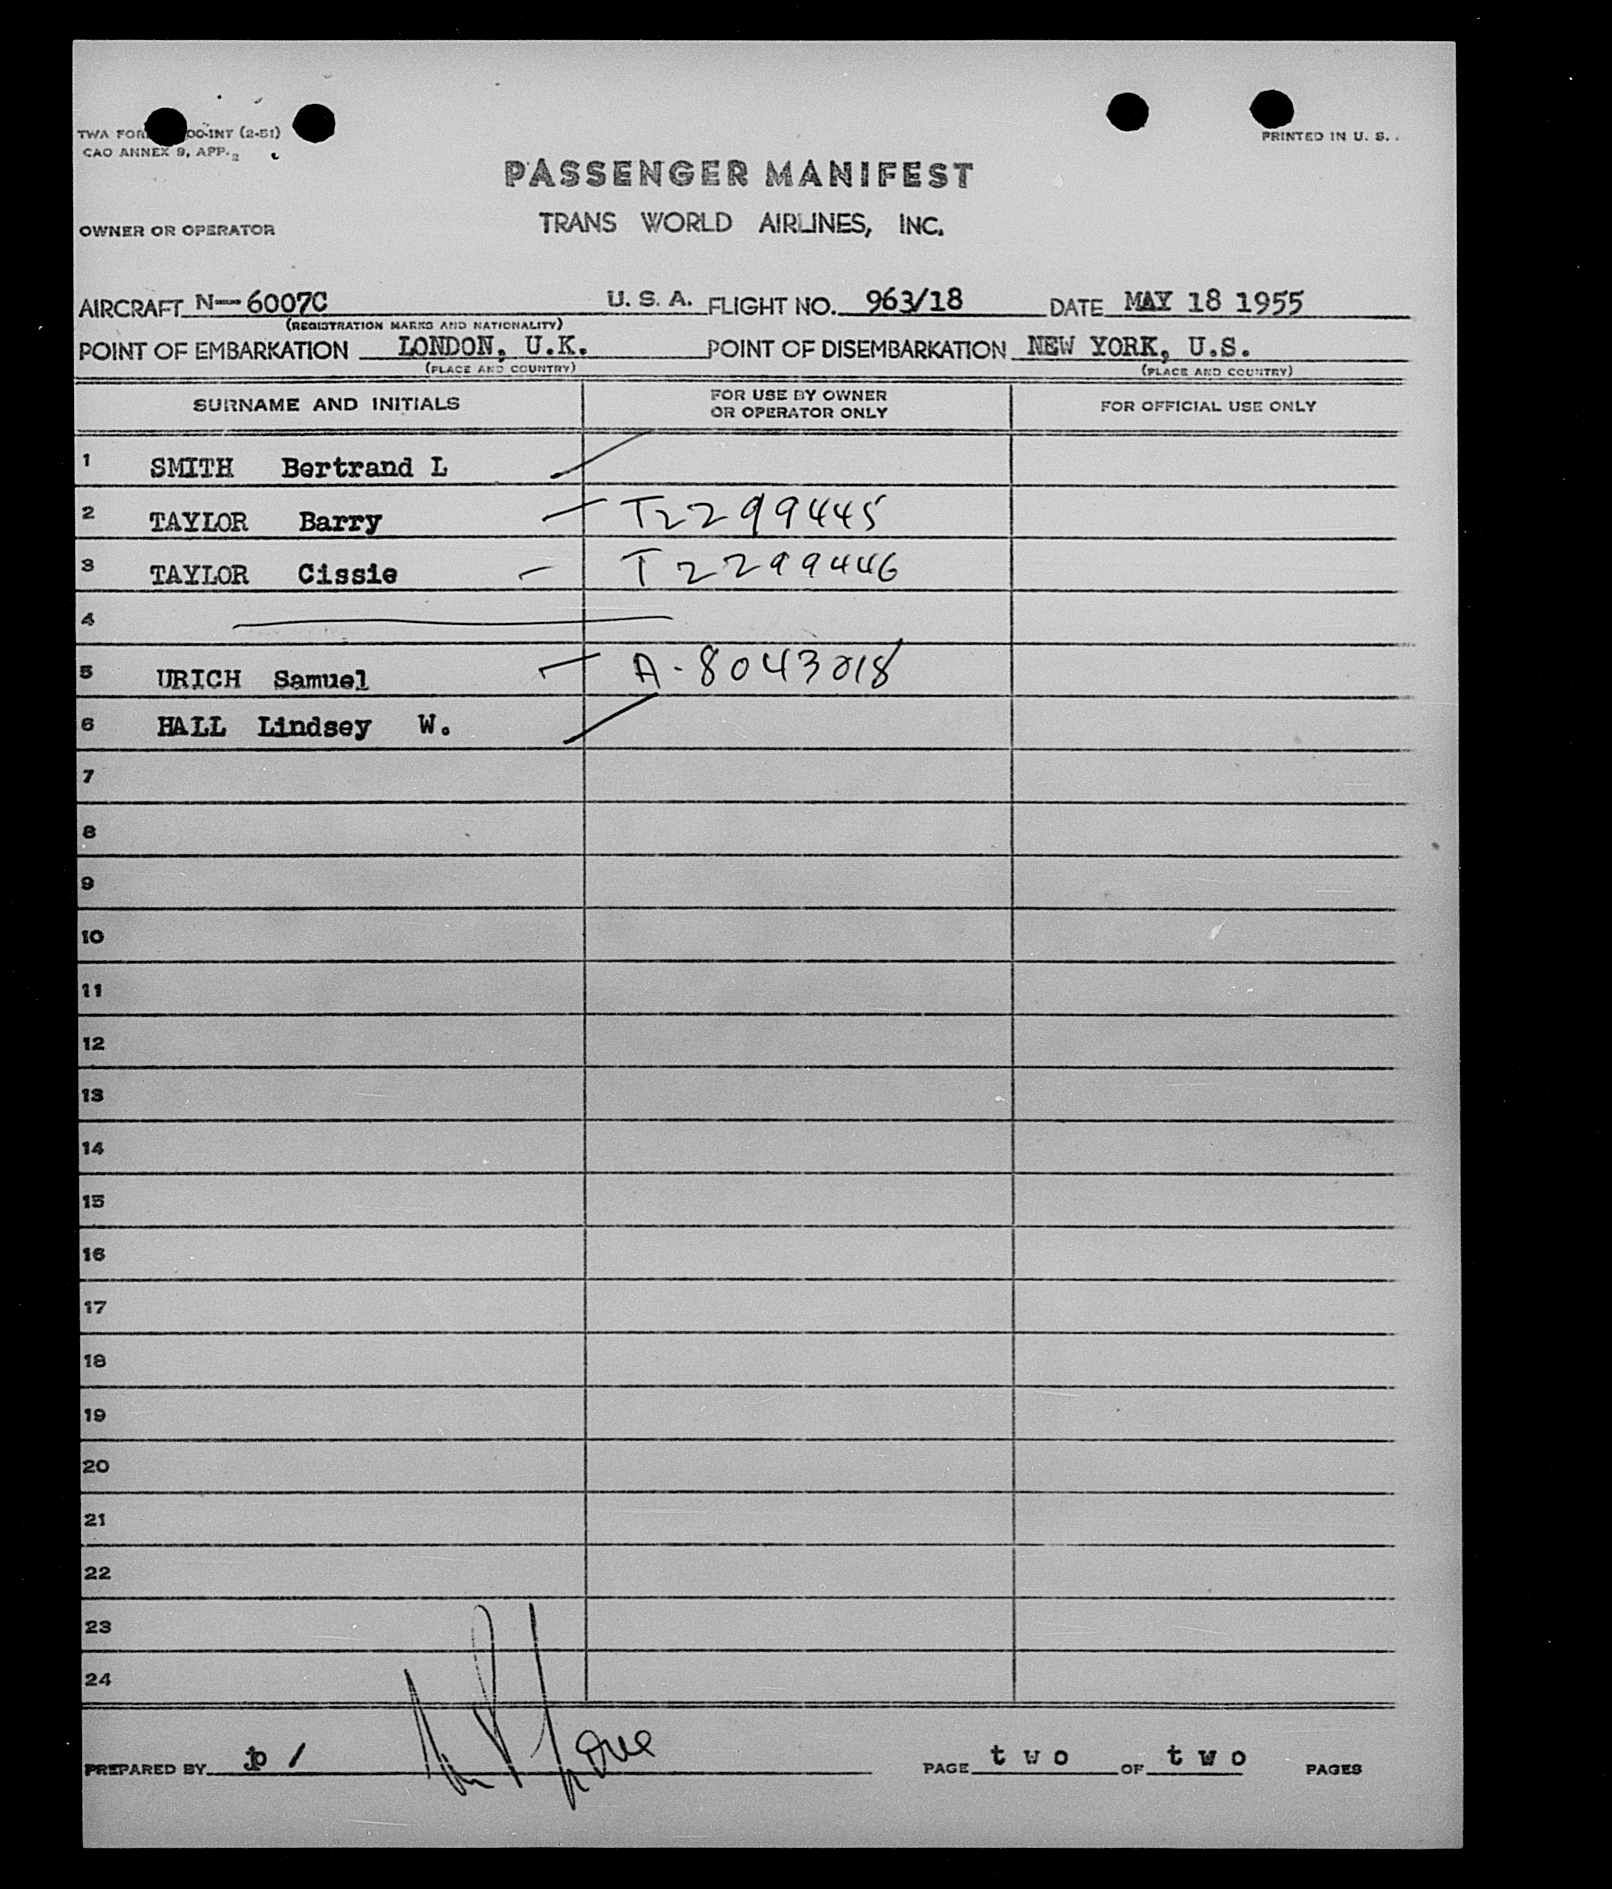 TWA FORM OO-INT (2-51)
CAO ANNEX 9, APP. 2
PRINTED IN U. S.
PASSENGER MANIFEST
OWNER OR OPERATOR TRANS WORLD AIRLINES, INC.
AIRCRAFT N--6007C U. S. A. FLIGHT NO. 963/18 DATE MAY 18 1955
(REGISTRATION MARKS AND NATIONALITY)
POINT OF EMBARKATION LONDON, U.K. POINT OF DISEMBARKATION NEW YORK, U.S.
(PLACE AND COUNTRY) (PLACE AND COUNTRY)
SURNAME AND INITIALS FOR USE BY OWNER OR OPERATOR ONLY FOR OFFICIAL USE ONLY
1 SMITH Bertrand L
2 TAYLOR Barry T2299445
3 TAYLOR Cissie T2299446
4
5 URICH Samuel A-8043018
6 HALL Lindsey W.
7
8
9
10
11
12
13
14
15
16
17
18
19
20
21
22
23
24
PREPARED BY jp / PAGE two OF two PAGES